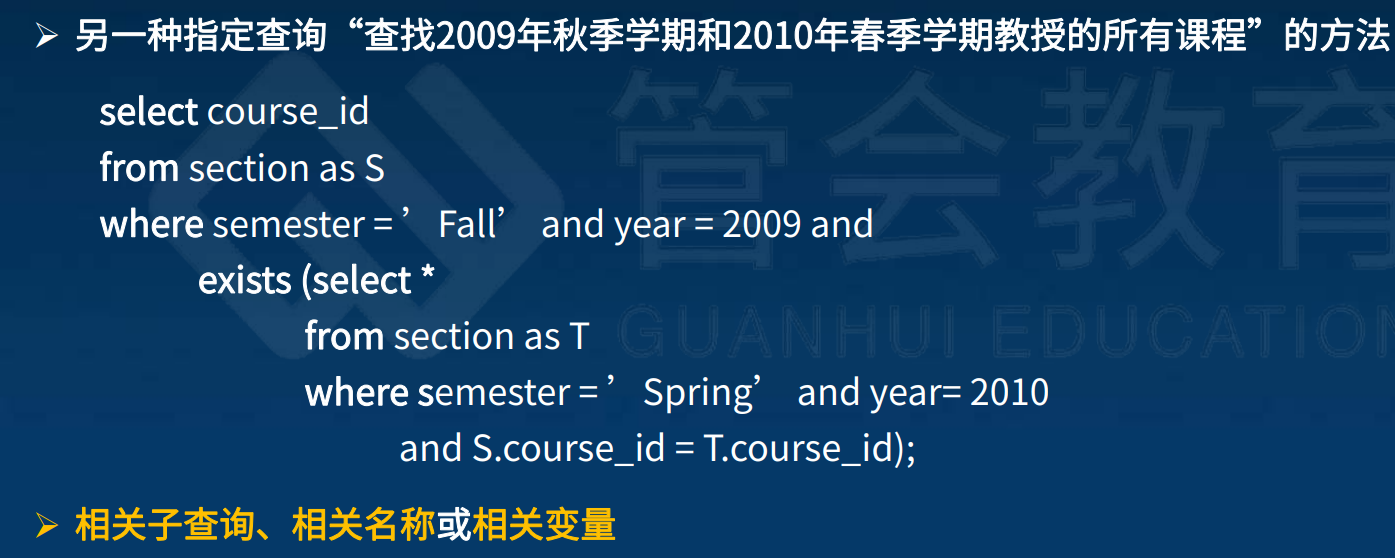 另一种指定查询“查找2009年秋季学期和2010年春季学期教授的所有课程”的方法
select course_id
from section as S
where semester = ’Fall’ and year = 2009 and
exists (select *
from section as T
where semester = ’Spring’ and year= 2010
and S.course_id = T.course_id);
相关子查询、相关名称或相关变量
管会教育
GUANHUI EDUCATION